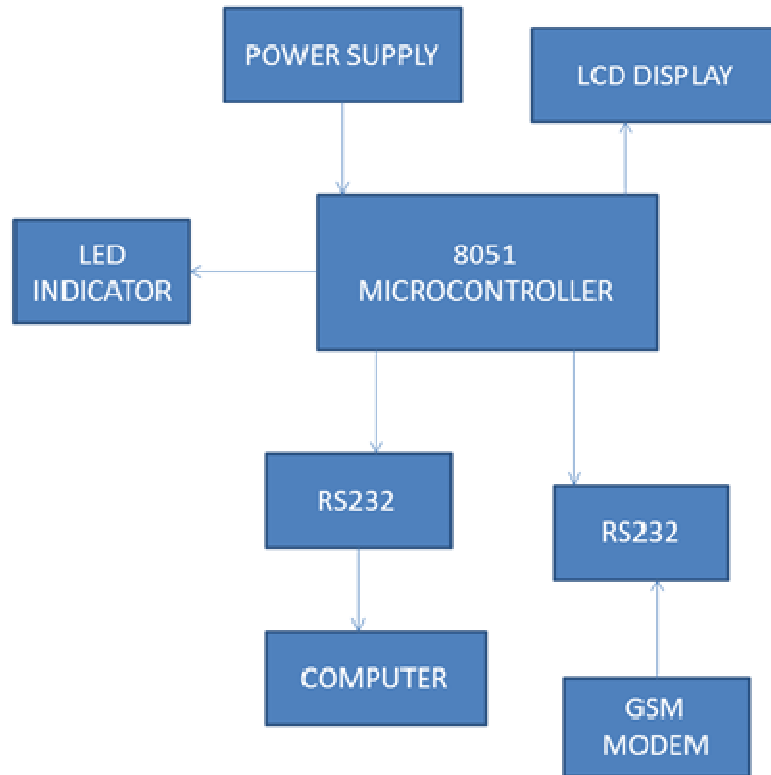 POWER SUPPLY
LCD DISPLAY
LED
INDICATOR
8051
MICROCONTROLLER
RS232
RS232
COMPUTER
GSM
MODEM